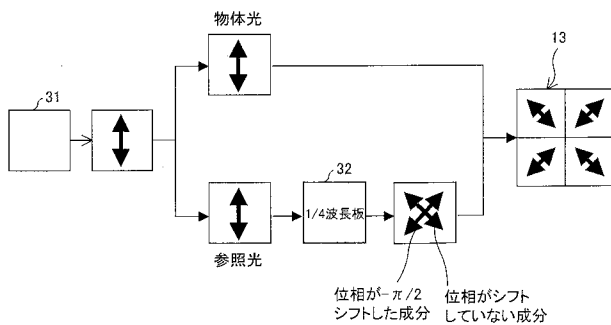 物体光
13
31
32
1/4波長板
参照光
位相が-π/2
シフトした成分
位相がシフト
していない成分